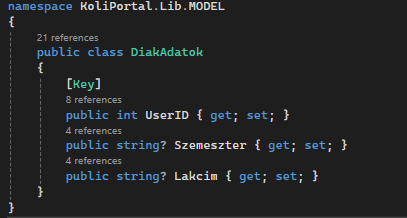 namespace KoliPortal.Lib.MODEL
{
21 references
public class DiakAdatok
{
[Key]
8 references
public int UserID { get; set; }
4 references
public string? Szemeszter { get; set; }
4 references
public string? Lakcim { get; set; }
}
}